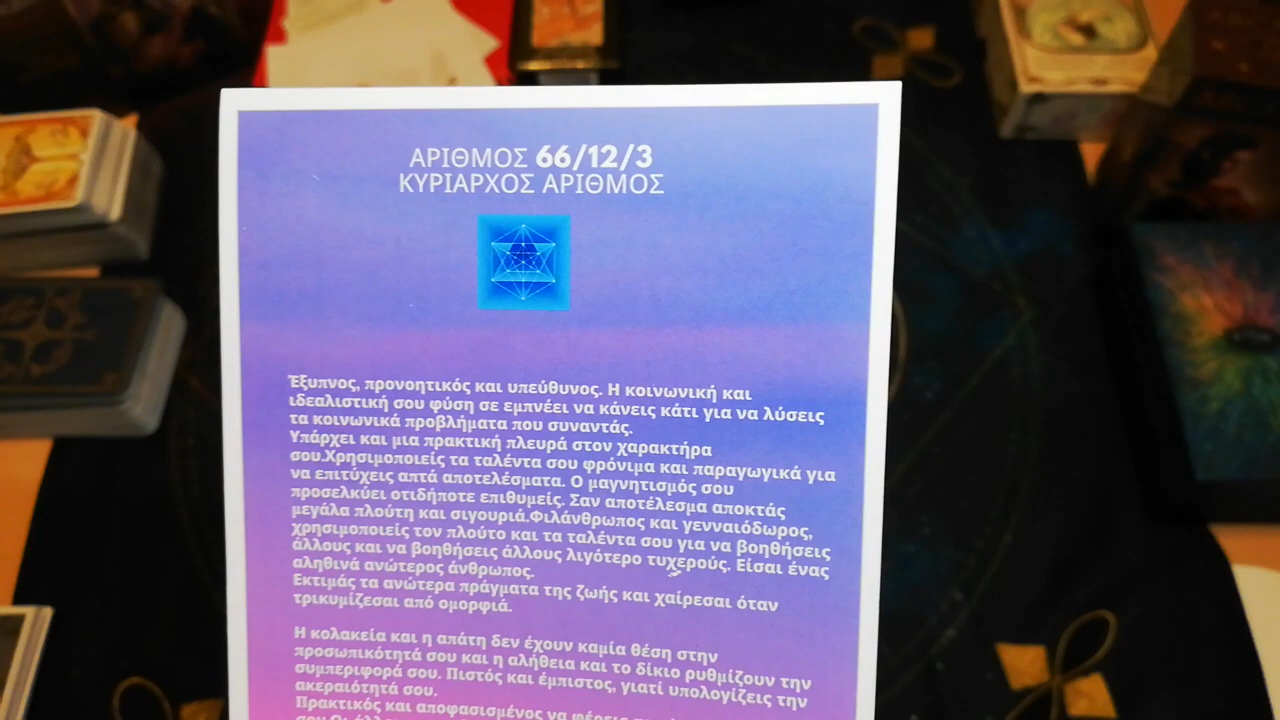 ΑΡΙΘΜΟΣ 66/12/3
ΚΥΡΙΑΡΧΟΣ ΑΡΙΘΜΟΣ
Έξυπνος, προνοητικός και υπεύθυνος. Η κοινωνική και
ιδεαλιστική σου φύση σε εμπνέει να κάνεις κάτι για να λύσεις
τα κοινωνικά προβλήματα που συναντάς.
Υπάρχει και μια πρακτική πλευρά στον χαρακτήρα
σου.Χρησιμοποιείς τα ταλέντα σου φρόνιμα και παραγωγικά για
να επιτύχεις απτά αποτελέσματα. Ο μαγνητισμός σου
προσελκύει οτιδήποτε επιθυμείς. Σαν αποτέλεσμα αποκτάς
μεγάλα πλούτη και σιγουριά.Φιλάνθρωπος και γενναιόδωρος,
χρησιμοποιείς τον πλούτο και τα ταλέντα σου για να βοηθήσεις
άλλους και να βοηθήσεις άλλους λιγότερο τυχερούς. Είσαι ένας
αληθινά ανώτερος άνθρωπος.
Εκτιμάς τα ανώτερα πράγματα της ζωής και χαίρεσαι όταν
τρικυμίζεσαι από ομορφιά.
Η κολακεία και η απάτη δεν έχουν καμία θέση στην
προσωπικότητά σου και η αλήθεια και το δίκιο ρυθμίζουν την
συμπεριφορά σου. Πιστός και έμπιστος, γιατί υπολογίζεις την
ακεραιότητά σου.
Πρακτικός και αποφασισμένος να φέρεις